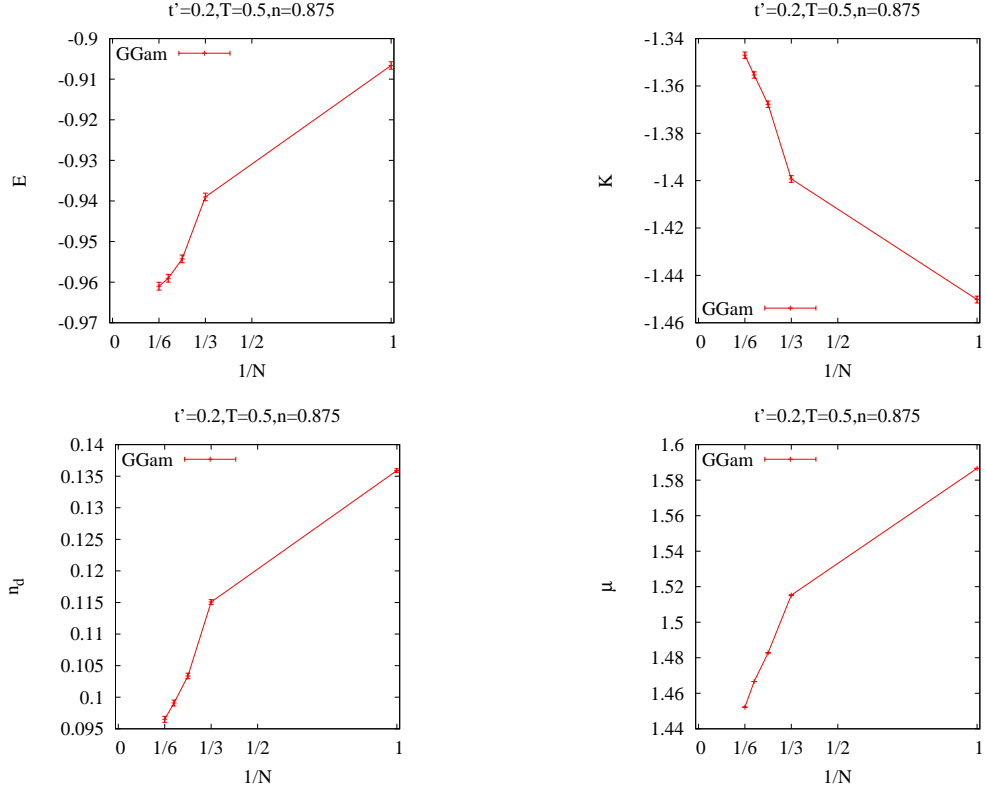 t'=0.2,T=0.5,n=0.875
-0.9
-0.91
-0.92
-0.93
-0.94
-0.95
-0.96
-0.97
E
GGam
0 1/6 1/3 1/2 1
1/N
t'=0.2,T=0.5,n=0.875
-1.34
-1.36
-1.38
-1.4
-1.42
-1.44
-1.46
K
GGam
0 1/6 1/3 1/2 1
1/N
t'=0.2,T=0.5,n=0.875
0.14
0.135
0.13
0.125
0.12
0.115
0.11
0.105
0.1
0.095
n_d
GGam
0 1/6 1/3 1/2 1
1/N
t'=0.2,T=0.5,n=0.875
1.6
1.58
1.56
1.54
1.52
1.5
1.48
1.46
1.44
μ
GGam
0 1/6 1/3 1/2 1
1/N